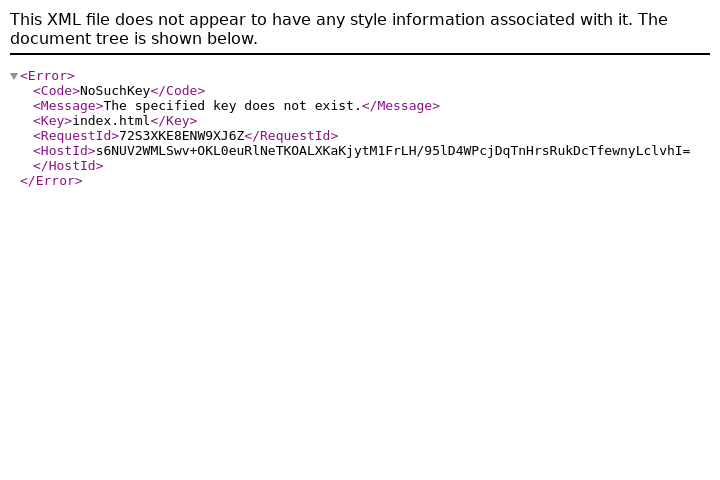 This XML file does not appear to have any style information associated with it. The
document tree is shown below.
<Error>
<Code>NoSuchKey</Code>
<Message>The specified key does not exist.</Message>
<Key>index.html</Key>
<RequestId>72S3XKE8ENW9XJ6Z</RequestId>
<HostId>s6NUV2WMLSwv+OKL0euRlNeTKOALXKaKjytM1FrLH/95lD4WPcjDqTnHrsRukDcTfewnyLclvhI=
</HostId>
</Error>